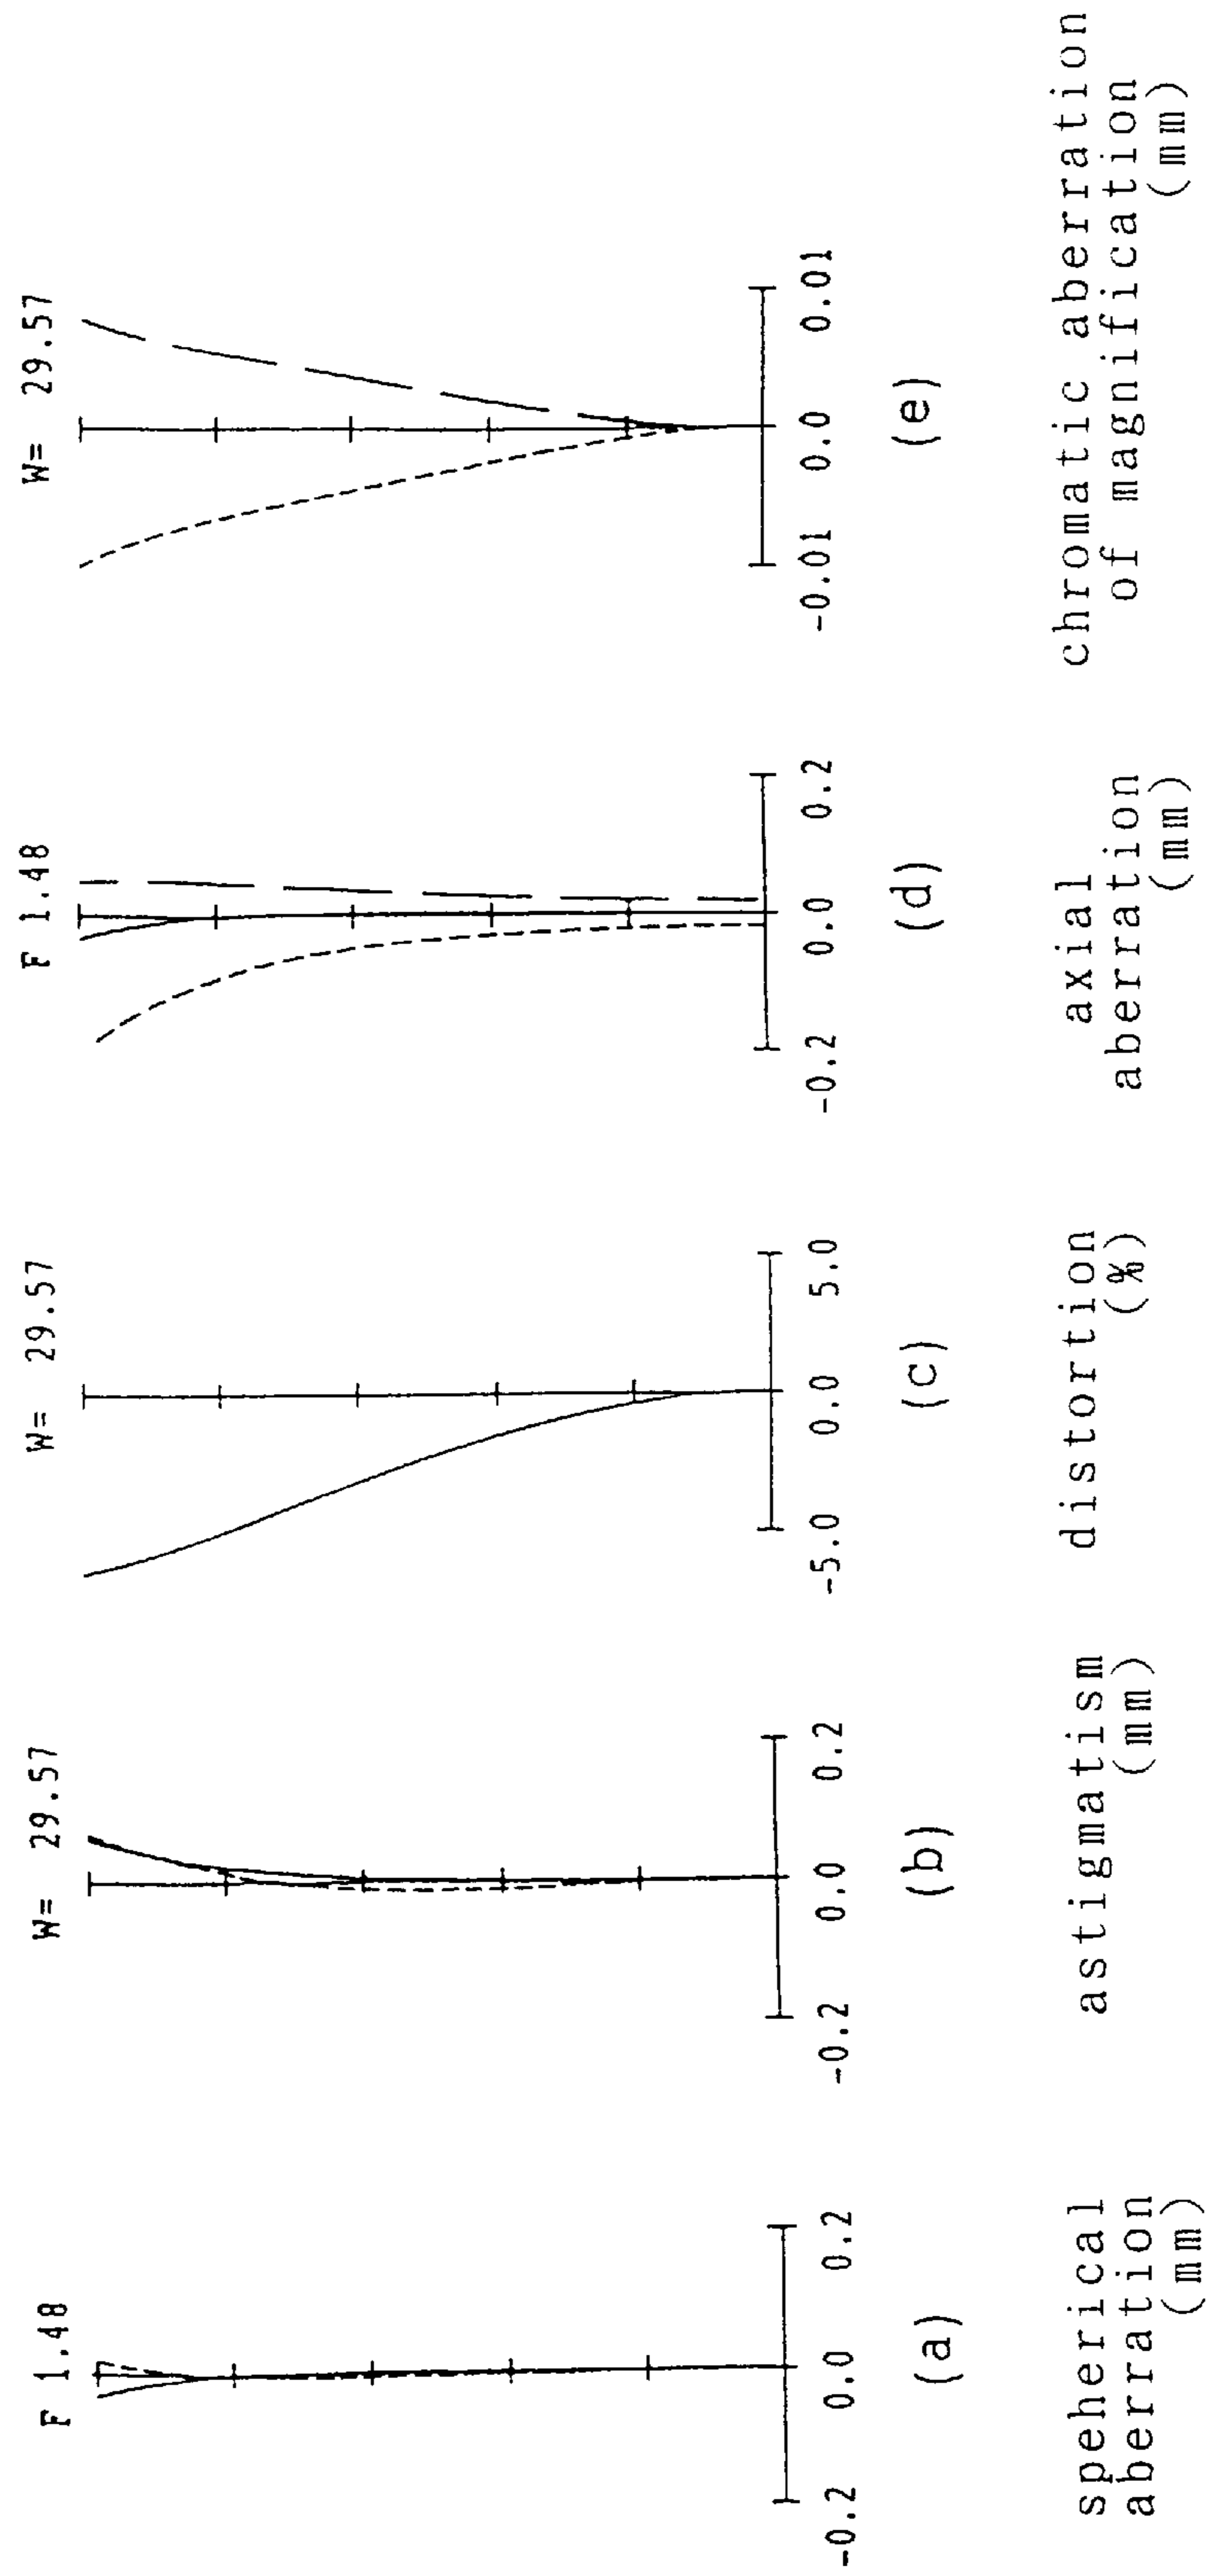 F 1.48
-0.2 0.0 0.2
(a)
speherical
aberration
(mm)
W= 29.57
-0.2 0.0 0.2
(b)
astigmatism
(mm)
W= 29.57
-5.0 0.0 5.0
(c)
distortion
(%)
F 1.48
-0.2 0.0 0.2
(d)
axial
aberration
(mm)
W= 29.57
-0.01 0.0 0.01
(e)
chromatic aberration
of magnification
(mm)